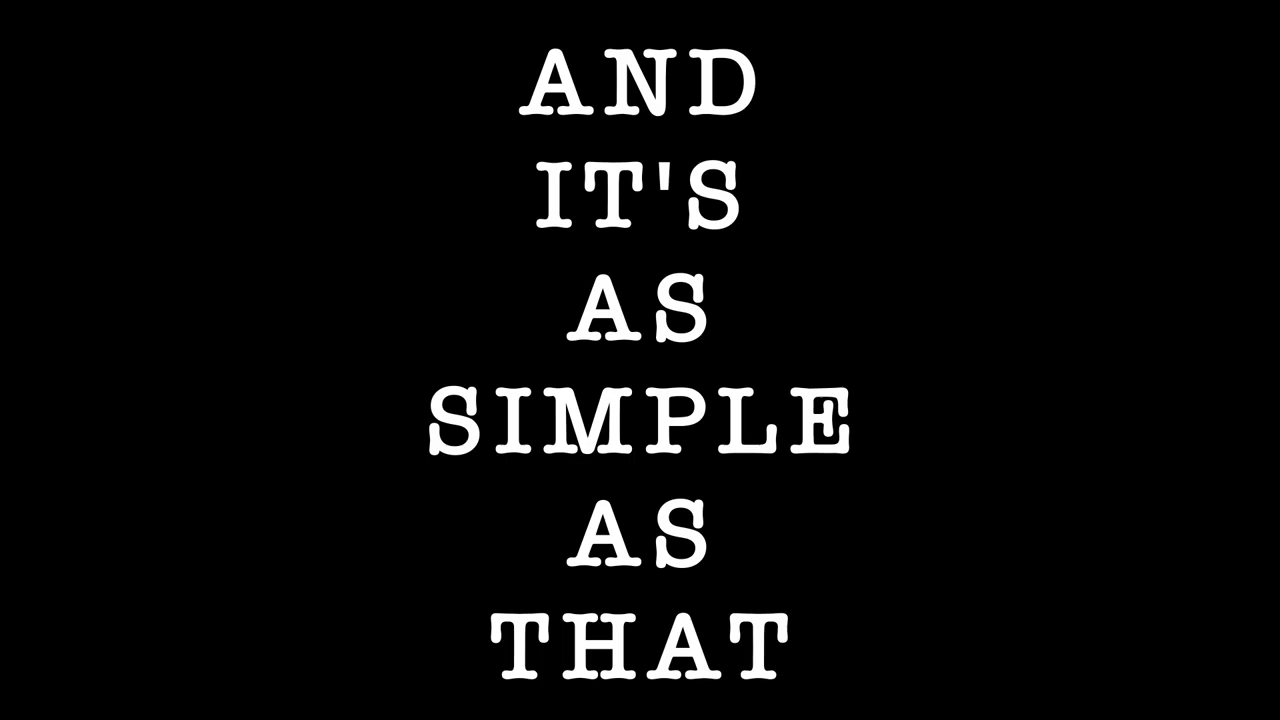 AND
IT'S
AS
SIMPLE
AS
THAT